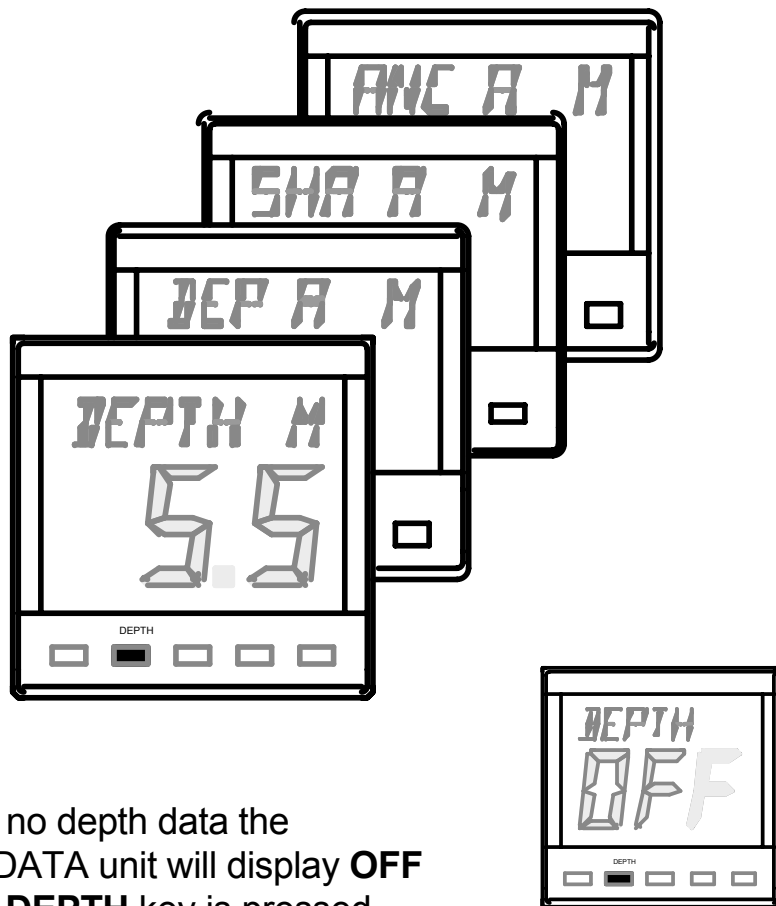 ANC A M
SHA A M
DEP A M
DEPTH M
5.5
DEPTH
DEPTH
OFF
DEPTH
no depth data the
DATA unit will display OFF
DEPTH key is pressed